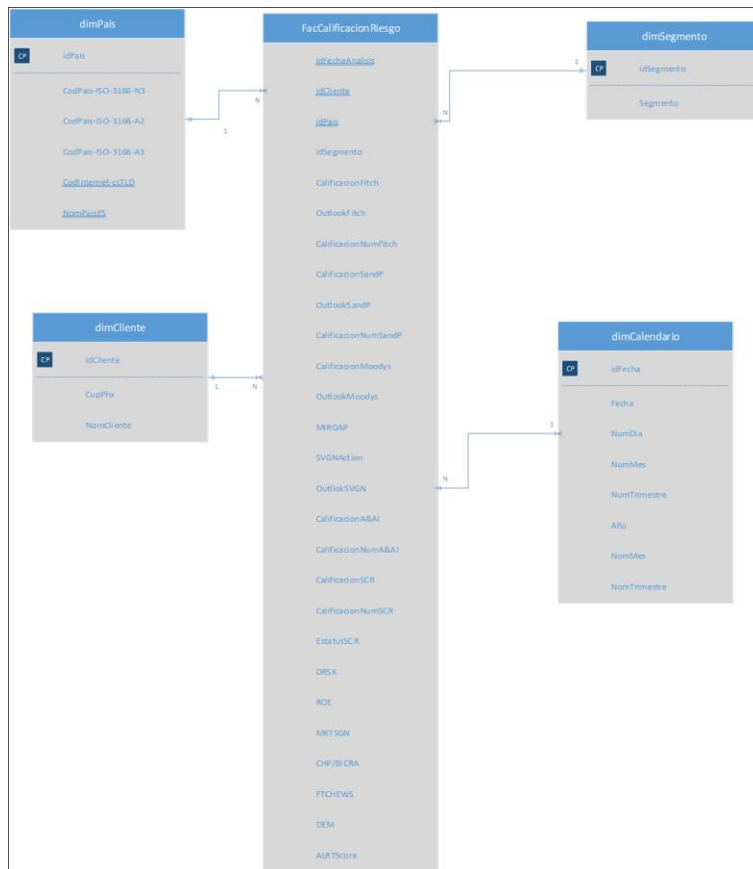 dimPais
CP
idPais
CodPais-ISO-3166-N3
CodPais-ISO-3166-A2
CodPais-ISO-3166-A3
CodInternet-ccTLD
NomPaisES
N
1
FacCalificacionRiesgo
idFechaAnalisis
idCliente
idPais
idSegmento
CalificacionFitch
OutlookFitch
CalificacionNumFitch
CalificacionSandP
OutlookSandP
CalificacionNumSandP
CalificacionMoodys
OutlookMoodys
MIRGAP
SVGNAction
OutllokSVGN
CalificacionA&AI
CalificacionNumA&AI
CalificacionSCR
CalificacionNumSCR
EstatusSCR
DRSK
ROE
MKTSGN
CHP/BICRA
FTCHEWS
DEM
ALRTScore
dimSegmento
CP
idSegmento
Segmento
1
N
dimCliente
CP
idCliente
CupPhx
NomCliente
1
N
dimCalendario
CP
idFecha
Fecha
NumDia
NumMes
NumTrimestre
Año
NomMes
NomTrimestre
1
N